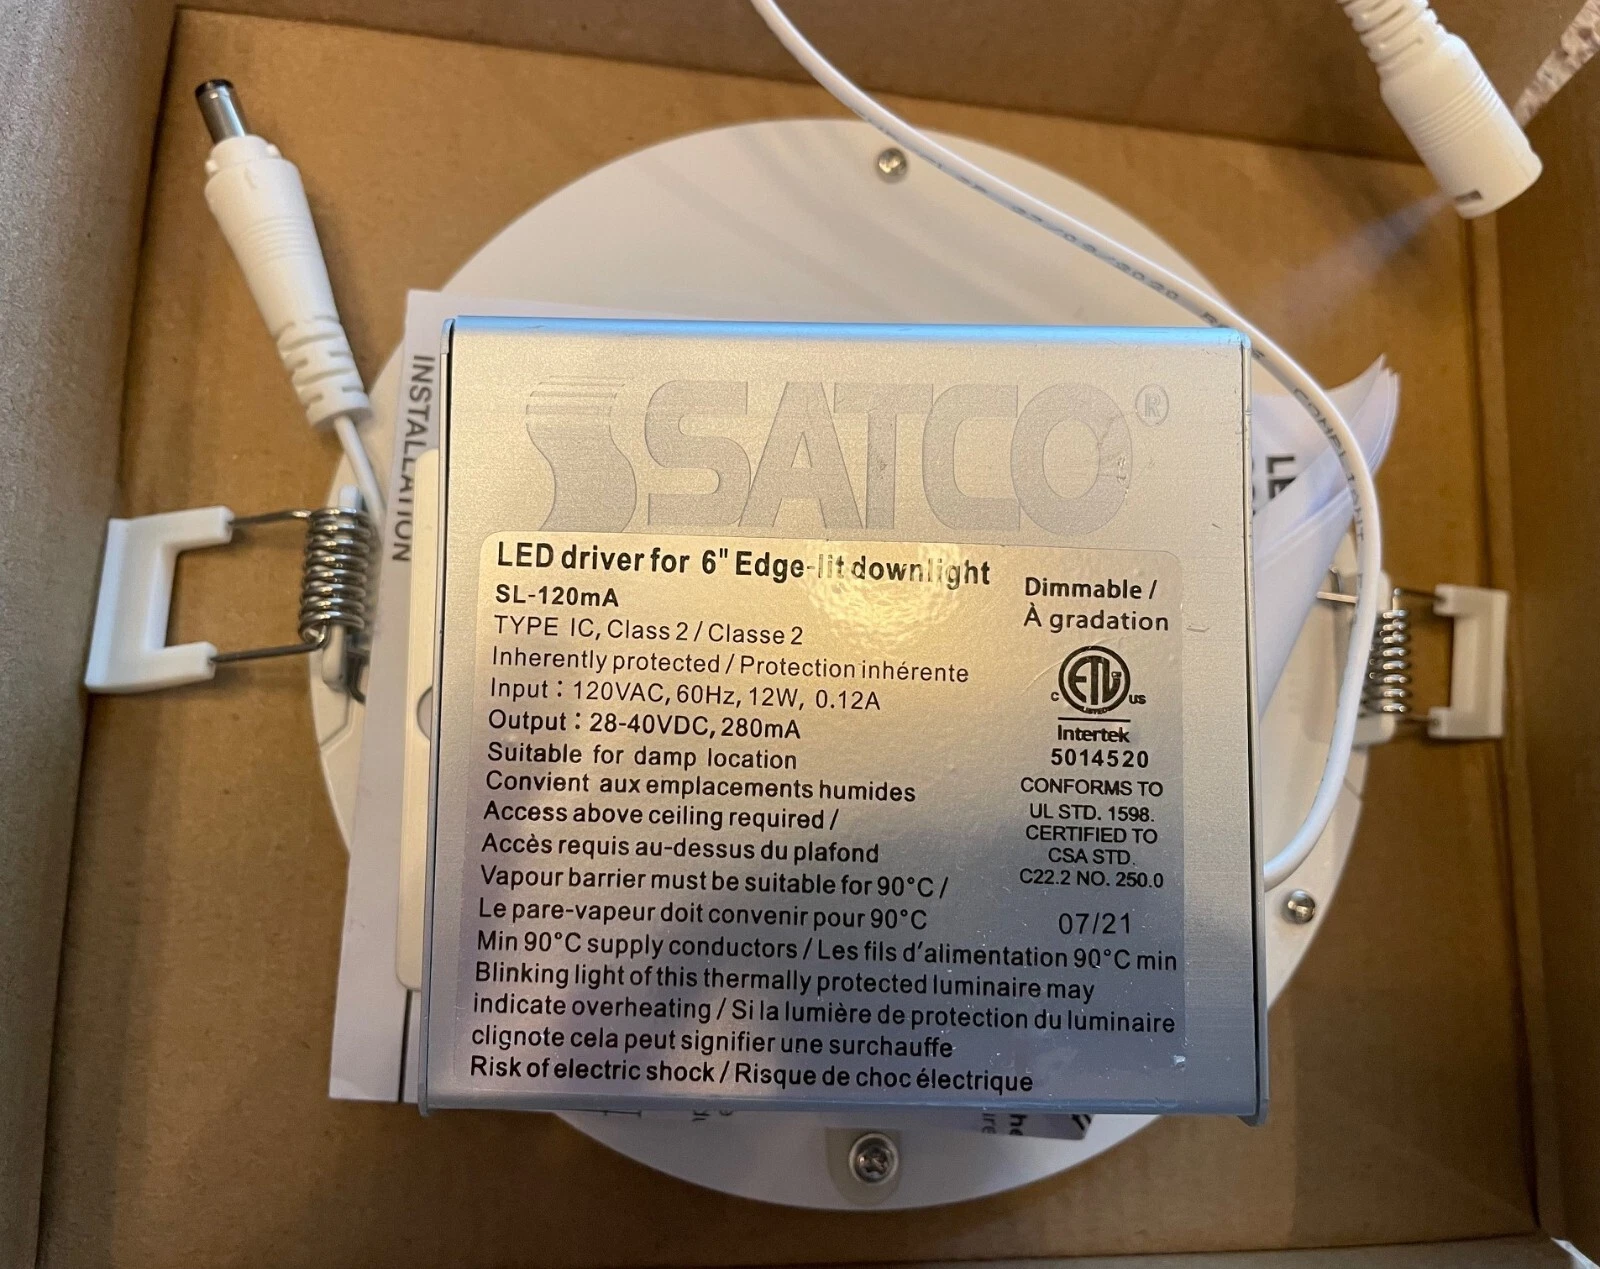 INSTALLATION
SATCO®
LED driver for 6" Edge-lit downlight
SL-120mA
TYPE IC, Class 2 / Classe 2
Inherently protected / Protection inhérente
Input : 120VAC, 60Hz, 12W, 0.12A
Output : 28-40VDC, 280mA
Suitable for damp location
Convient aux emplacements humides
Access above ceiling required /
Accès requis au-dessus du plafond
Vapour barrier must be suitable for 90°C /
Le pare-vapeur doit convenir pour 90°C
Min 90°C supply conductors / Les fils d'alimentation 90°C min
Blinking light of this thermally protected luminaire may
indicate overheating / Si la lumière de protection du luminaire
clignote cela peut signifier une surchauffe
Risk of electric shock / Risque de choc électrique
Dimmable /
À gradation
C ETL US
LISTED
Intertek
5014520
CONFORMS TO
UL STD. 1598.
CERTIFIED TO
CSA STD.
C22.2 NO. 250.0
07/21
COMPLIANT